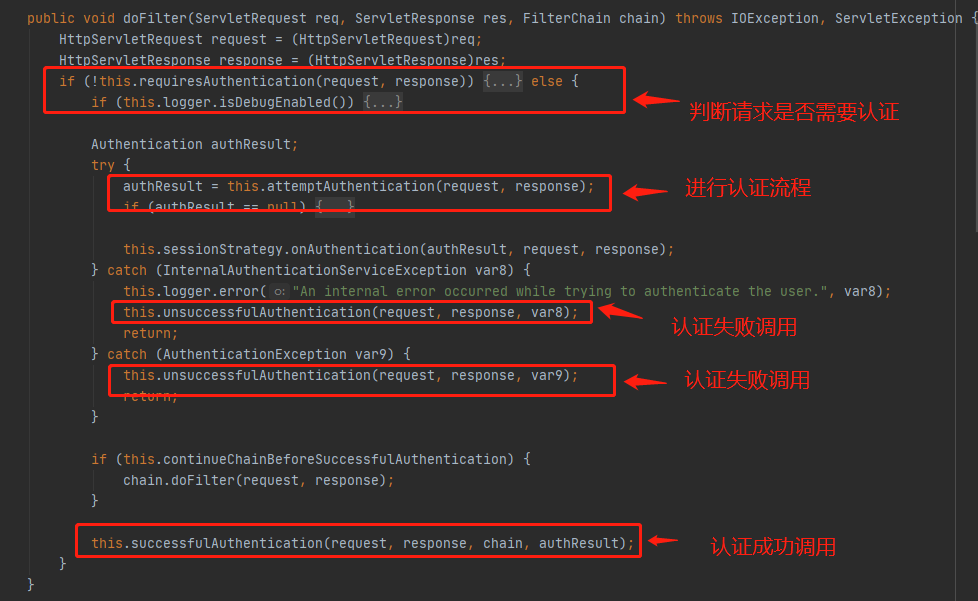 public void doFilter(ServletRequest req, ServletResponse res, FilterChain chain) throws IOException, ServletException {
HttpServletRequest request = (HttpServletRequest)req;
HttpServletResponse response = (HttpServletResponse)res;
if (!this.requiresAuthentication(request, response)) {...} else {
if (this.logger.isDebugEnabled()) {...}
判断请求是否需要认证
Authentication authResult;
try {
authResult = this.attemptAuthentication(request, response);
进行认证流程
if (authResult == null) {...}
this.sessionStrategy.onAuthentication(authResult, request, response);
} catch (InternalAuthenticationServiceException var8) {
this.logger.error( o: "An internal error occurred while trying to authenticate the user.", var8);
this.unsuccessfulAuthentication(request, response, var8);
认证失败调用
return;
} catch (AuthenticationException var9) {
this.unsuccessfulAuthentication(request, response, var9);
认证失败调用
return;
}
if (this.continueChainBeforeSuccessfulAuthentication) {
chain.doFilter(request, response);
}
this.successfulAuthentication(request, response, chain, authResult);
认证成功调用
}
}